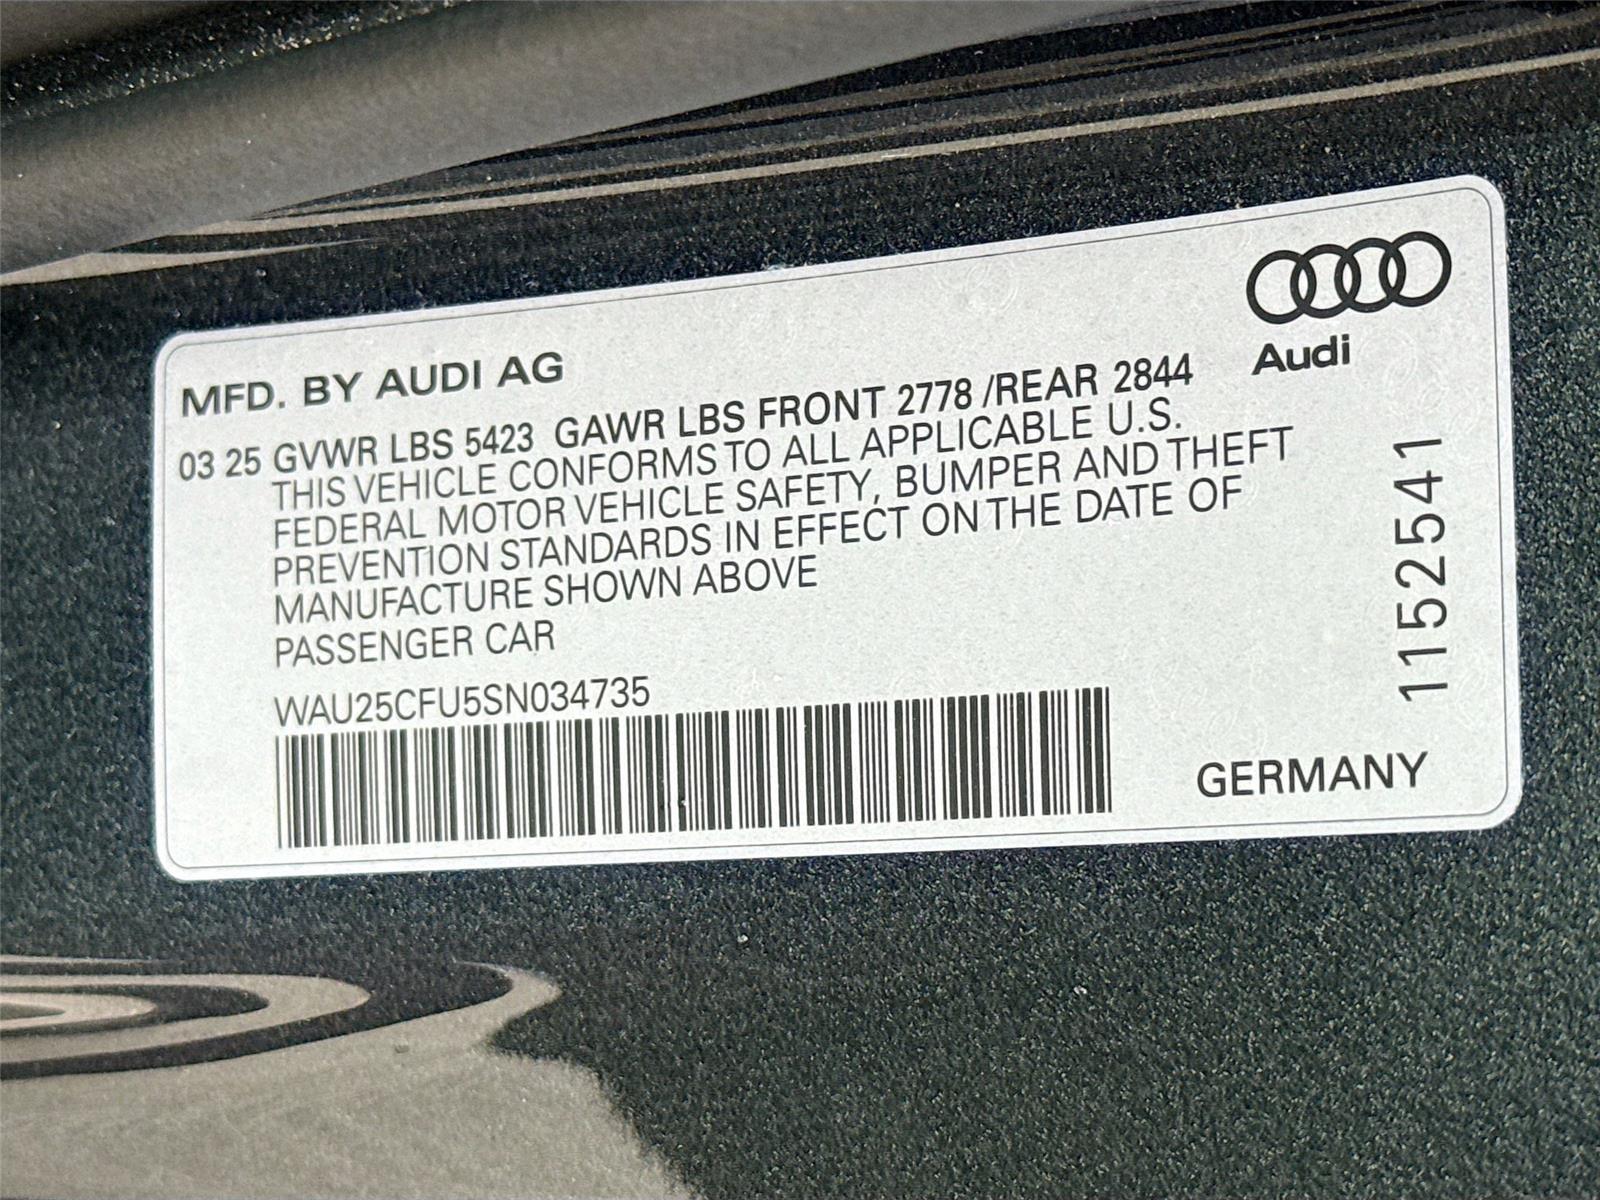 Audi
MFD. BY AUDI AG
03 25 GVWR LBS 5423 GAWR LBS FRONT 2778 /REAR 2844
THIS VEHICLE CONFORMS TO ALL APPLICABLE U.S.
FEDERAL MOTOR VEHICLE SAFETY, BUMPER AND THEFT
PREVENTION STANDARDS IN EFFECT ON THE DATE OF
MANUFACTURE SHOWN ABOVE
PASSENGER CAR
WAU25CFU5SN034735
1152541
GERMANY